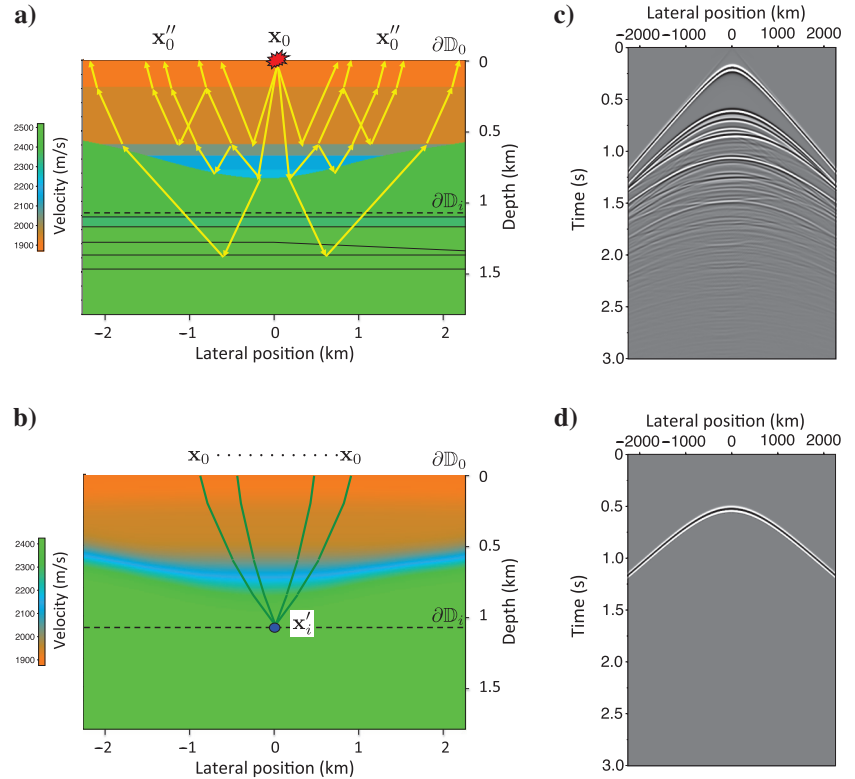 a)
x₀″ x₀ x₀″ ∂𝔻₀
0
0.5
1
1.5
Depth (km)
∂𝔻ᵢ
2500
2400
2300
2200
2100
2000
1900
Velocity (m/s)
−2 −1 0 1 2
Lateral position (km)
c)
Lateral position (km)
−2000 −1000 0 1000 2000
0
0.5
1.0
1.5
2.0
2.5
3.0
Time (s)
b)
x₀ · · · · · · · · · · · x₀ ∂𝔻₀
0
0.5
1
1.5
Depth (km)
∂𝔻ᵢ
x′ᵢ
2400
2300
2200
2100
2000
1900
Velocity (m/s)
−2 −1 0 1 2
Lateral position (km)
d)
Lateral position (km)
−2000 −1000 0 1000 2000
0
0.5
1.0
1.5
2.0
2.5
3.0
Time (s)